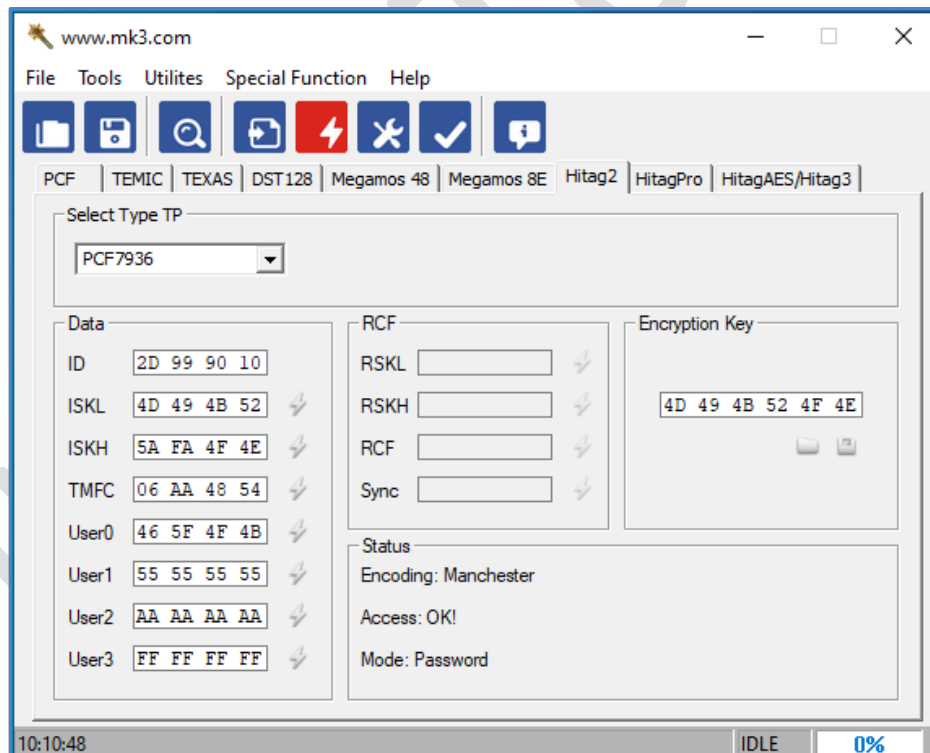 www.mk3.com
File Tools Utilites Special Function Help
PCF TEMIC TEXAS DST128 Megamos 48 Megamos 8E Hitag2 HitagPro HitagAES/Hitag3
Select Type TP
PCF7936
Data
ID 2D 99 90 10
ISKL 4D 49 4B 52
ISKH 5A FA 4F 4E
TMFC 06 AA 48 54
User0 46 5F 4F 4B
User1 55 55 55 55
User2 AA AA AA AA
User3 FF FF FF FF
RCF
RSKL
RSKH
RCF
Sync
Encryption Key
4D 49 4B 52 4F 4E
Status
Encoding: Manchester
Access: OK!
Mode: Password
10:10:48 IDLE 0%